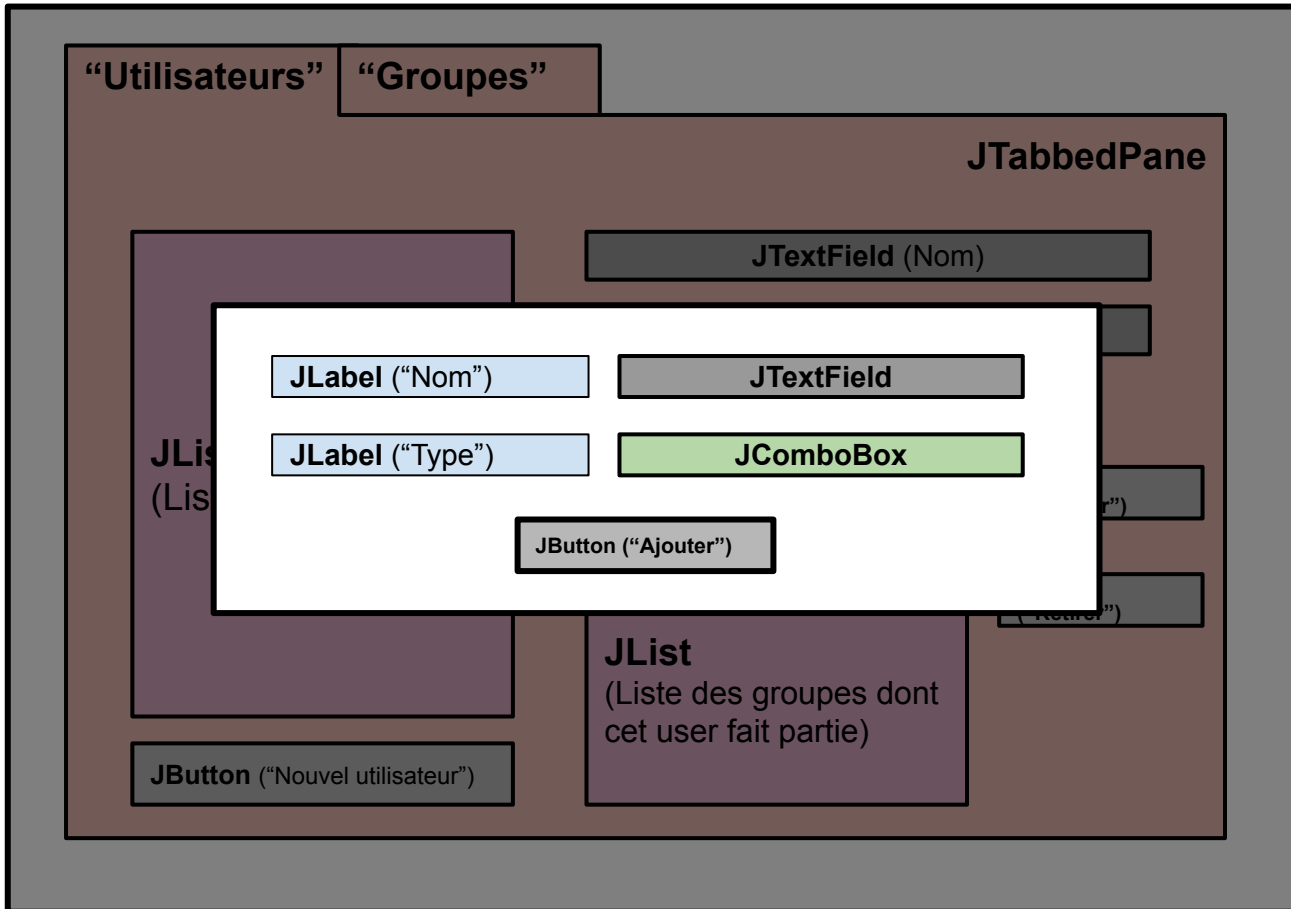 “Utilisateurs” “Groupes”
JTabbedPane
JTextField (Nom)
JLabel (“Nom”) JTextField
JLabel (“Type”) JComboBox
JButton (“Ajouter”)
JList
(Liste des groupes dont
cet user fait partie)
JButton (“Nouvel utilisateur”)